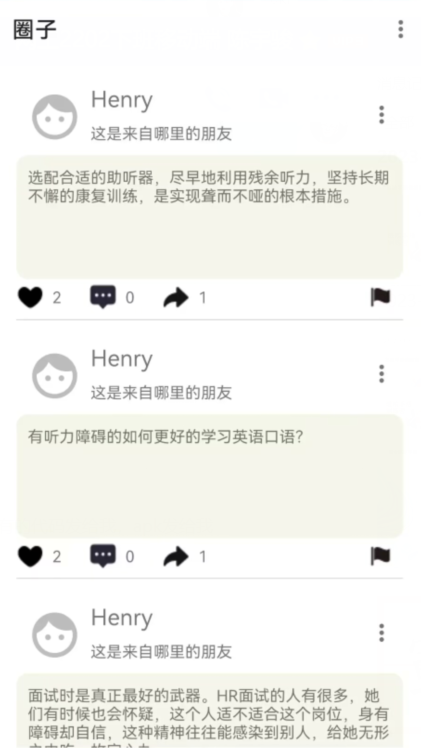 圈子
Henry
这是来自哪里的朋友
选配合适的助听器，尽早地利用残余听力，坚持长期
不懈的康复训练，是实现聋而不哑的根本措施。
2
0
1
Henry
这是来自哪里的朋友
有听力障碍的如何更好的学习英语口语？
2
0
1
Henry
这是来自哪里的朋友
面试时是真正最好的武器。HR面试的人有很多，她
们有时候也会怀疑，这个人适不适合这个岗位，身有
障碍却自信，这种精神往往能感染到别人，给她无形